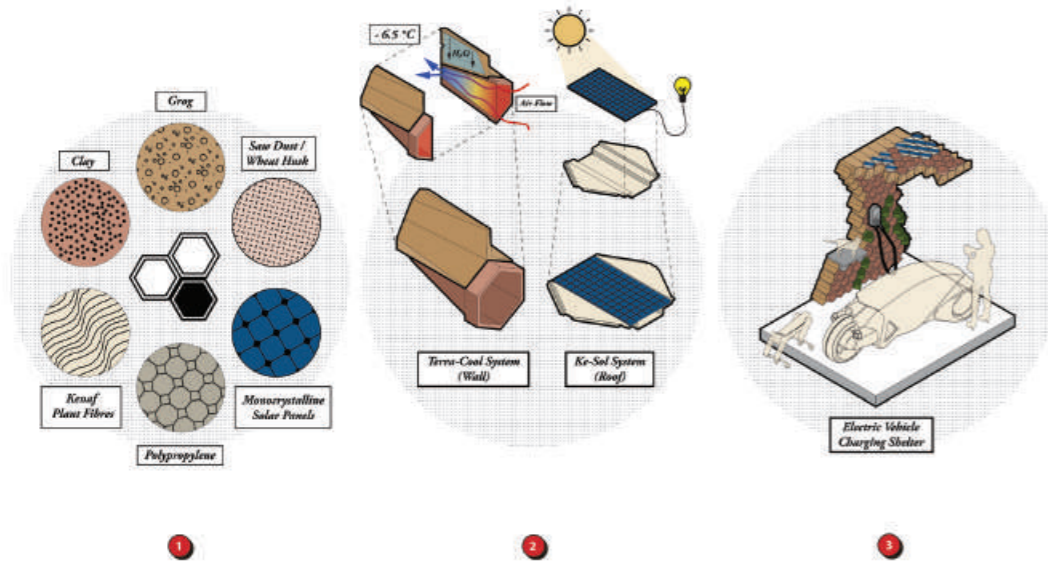 Grog
Clay
Saw Dust /
Wheat Husk
Kenaf
Plant Fibres
Monocrystalline
Solar Panels
Polypropylene
1
- 6.5 °C
H₂O
Air Flow
Terra-Cool System
(Wall)
Ke-Sol System
(Roof)
2
Electric Vehicle
Charging Shelter
3